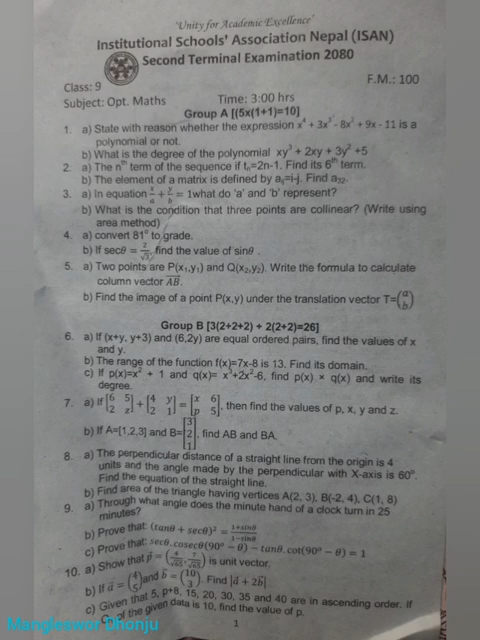 'Unity for Academic Excellence'
Institutional Schools' Association Nepal (ISAN)
Second Terminal Examination 2080
F.M.: 100
Class: 9
Subject: Opt. Maths
Time: 3:00 hrs
Group A [(5x(1+1)=10]
1. a) State with reason whether the expression x⁴ + 3x³ - 8x² + 9x - 11 is a
polynomial or not.
b) What is the degree of the polynomial xy³ + 2xy + 3y² +5
2. a) The nᵗʰ term of the sequence if tₙ=2n-1. Find its 6ᵗʰ term.
b) The element of a matrix is defined by aᵢⱼ=i-j. Find a₃₂.
3. a) In equation x/a + y/b = 1what do 'a' and 'b' represent?
b) What is the condition that three points are collinear? (Write using
area method)
4. a) convert 81° to grade.
b) If secθ = 2/√3, find the value of sinθ.
5. a) Two points are P(x₁,y₁) and Q(x₂,y₂). Write the formula to calculate
column vector AB.
b) Find the image of a point P(x,y) under the translation vector T=(a b)
Group B [3(2+2+2) + 2(2+2)=26]
6. a) If (x+y, y+3) and (6,2y) are equal ordered pairs, find the values of x
and y.
b) The range of the function f(x)=7x-8 is 13. Find its domain.
c) If p(x)=x² + 1 and q(x)= x³+2x²-6, find p(x) × q(x) and write its
degree.
7. a) If [6 5 2 z] + [4 y 2 1] = [x 6 p 5], then find the values of p, x, y and z.
b) If A=[1,2,3] and B=[3 2 1], find AB and BA.
8. a) The perpendicular distance of a straight line from the origin is 4
units and the angle made by the perpendicular with X-axis is 60°.
Find the equation of the straight line.
b) Find area of the triangle having vertices A(2, 3), B(-2, 4), C(1, 8)
9. a) Through what angle does the minute hand of a clock turn in 25
minutes?
b) Prove that: (tanθ + secθ)² = 1+sinθ/1-sinθ
c) Prove that: secθ.cosec(90° - θ) - tanθ.cot(90° - θ) = 1
10. a) Show that p = (4/√65, 7/√65) is unit vector.
b) If a = (4 5) and b = (10 3). Find |a + 2b|
c) Given that 5, p+8, 15, 20, 30, 35 and 40 are in ascending order. If
of the given data is 10, find the value of p.
1
Mangleswor Dhonju